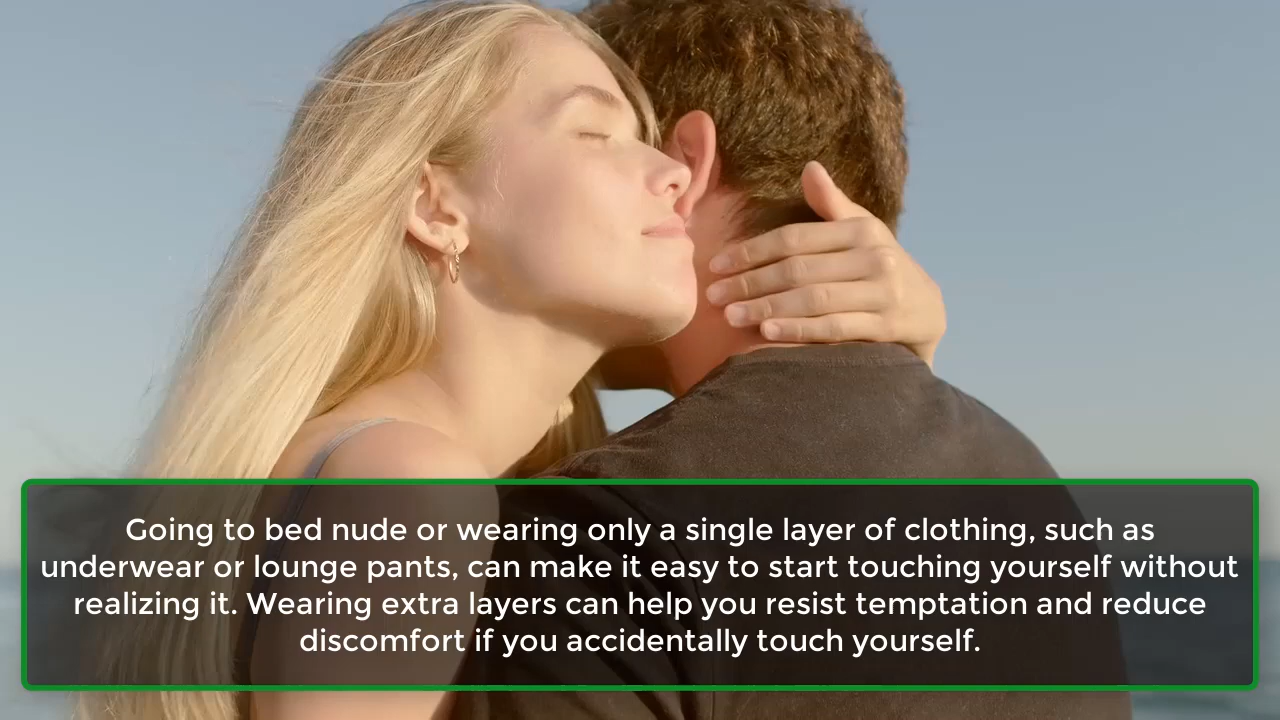 Going to bed nude or wearing only a single layer of clothing, such as
underwear or lounge pants, can make it easy to start touching yourself without
realizing it. Wearing extra layers can help you resist temptation and reduce
discomfort if you accidentally touch yourself.